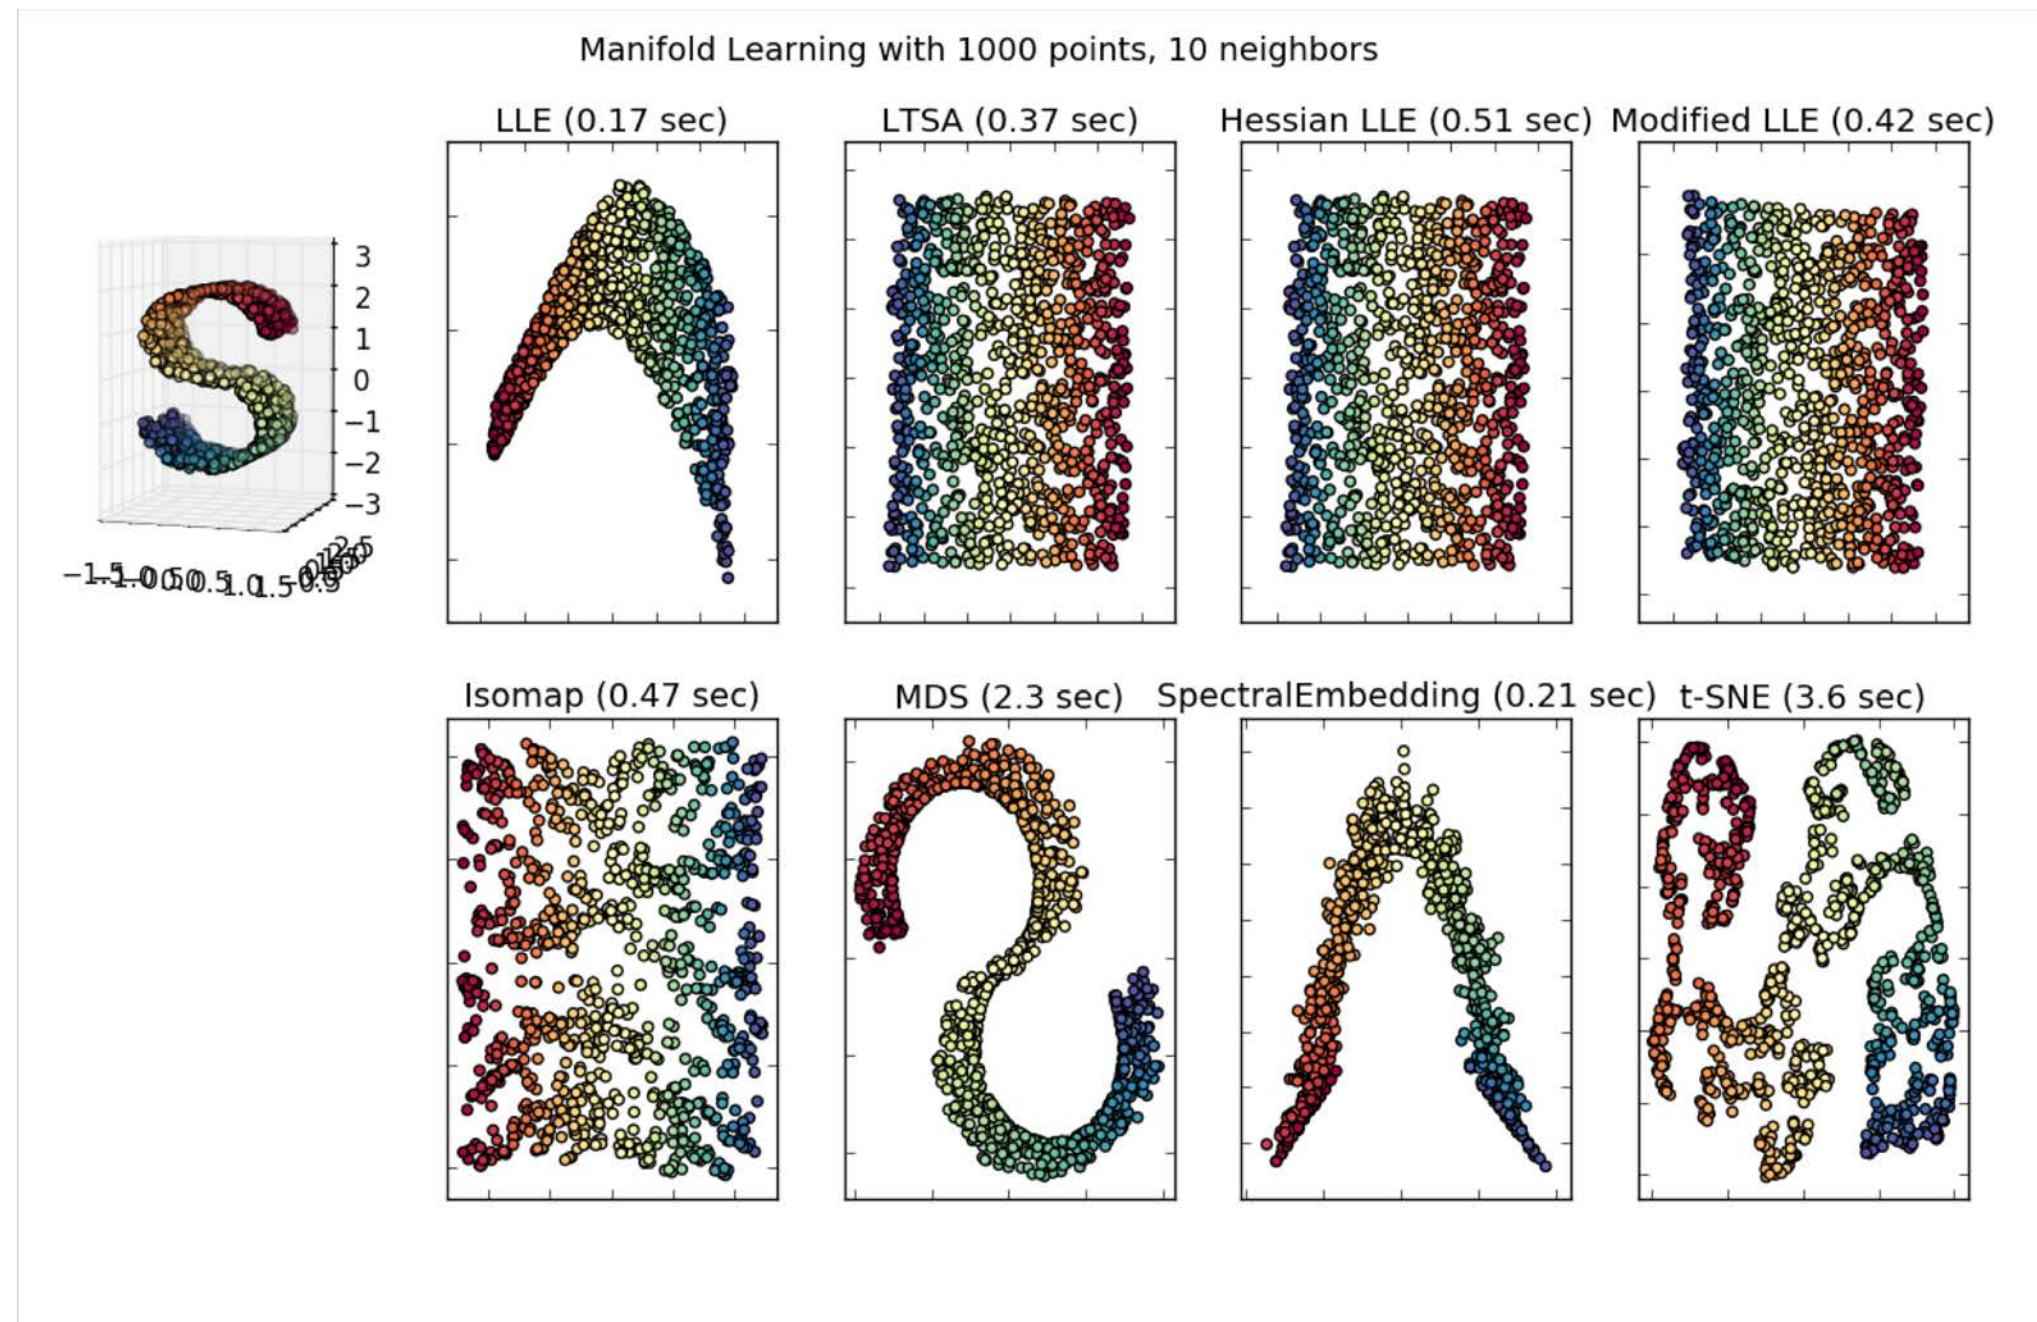 Manifold Learning with 1000 points, 10 neighbors
LLE (0.17 sec)
LTSA (0.37 sec)
Hessian LLE (0.51 sec)
Modified LLE (0.42 sec)
3
2
1
0
−1
−2
−3
Isomap (0.47 sec)
MDS (2.3 sec)
SpectralEmbedding (0.21 sec)
t-SNE (3.6 sec)